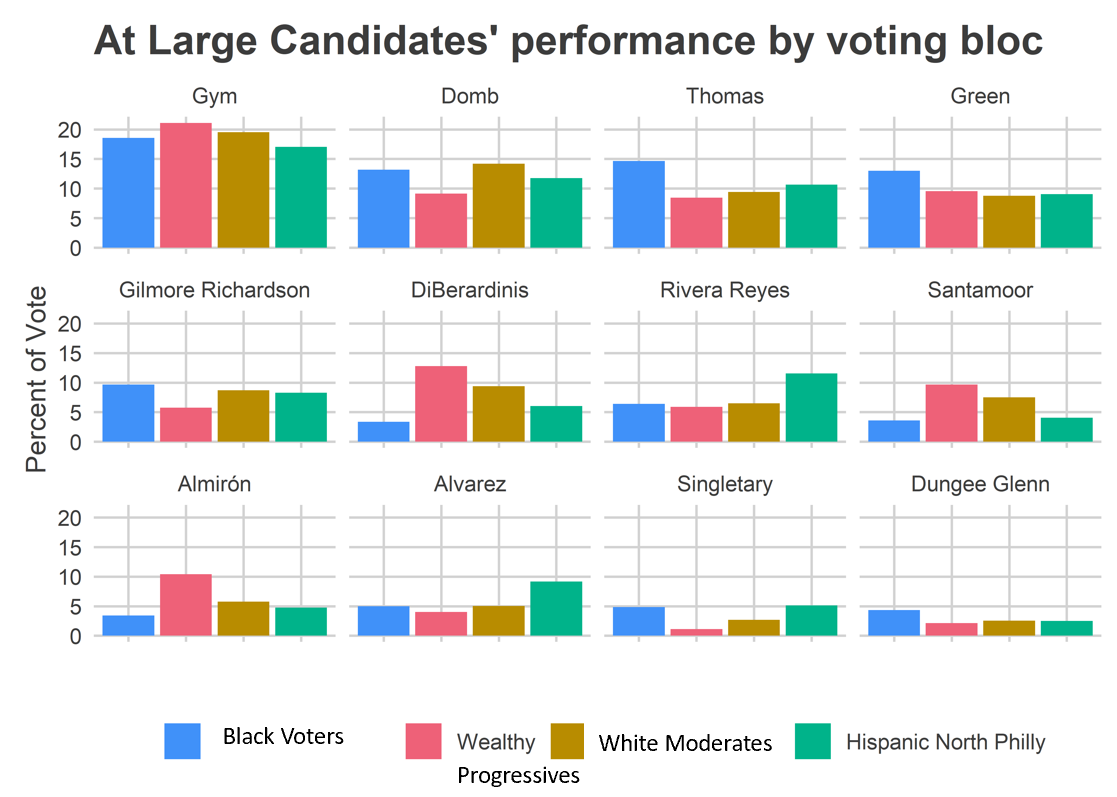 At Large Candidates' performance by voting bloc
Gym Domb Thomas Green
20
15
10
5
0
Gilmore Richardson DiBerardinis Rivera Reyes Santamoor
20
15
10
5
0
Percent of Vote
Almirón Alvarez Singletary Dungee Glenn
20
15
10
5
0
Black Voters Wealthy White Moderates Hispanic North Philly
Progressives